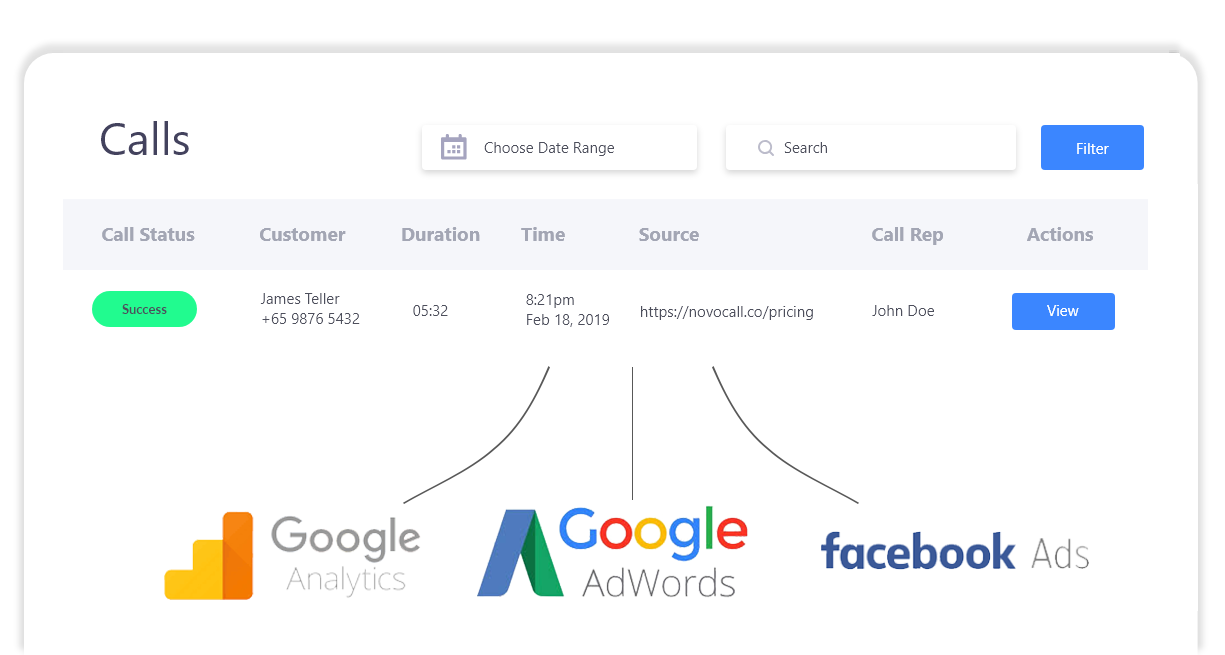 Calls
Choose Date Range
Search
Filter
Call Status Customer Duration Time Source Call Rep Actions
Success
James Teller
+65 9876 5432
05:32
8:21pm
Feb 18, 2019
https://novocall.co/pricing
John Doe
View
Google
Analytics
Google
AdWords
facebook Ads